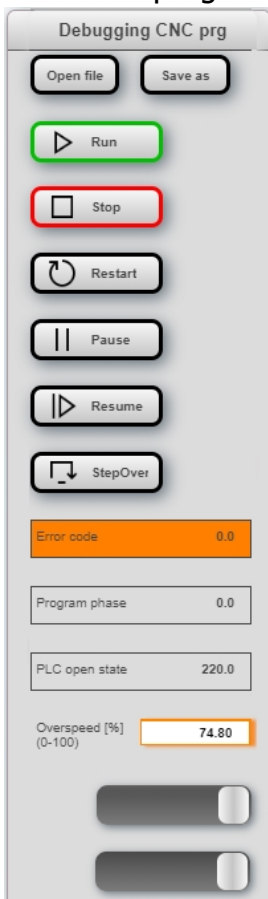 Debugging CNC prg
Open file Save as
Run
Stop
Restart
Pause
Resume
StepOver
Error code 0.0
Program phase 0.0
PLC open state 220.0
Overspeed [%] 74.80
(0-100)